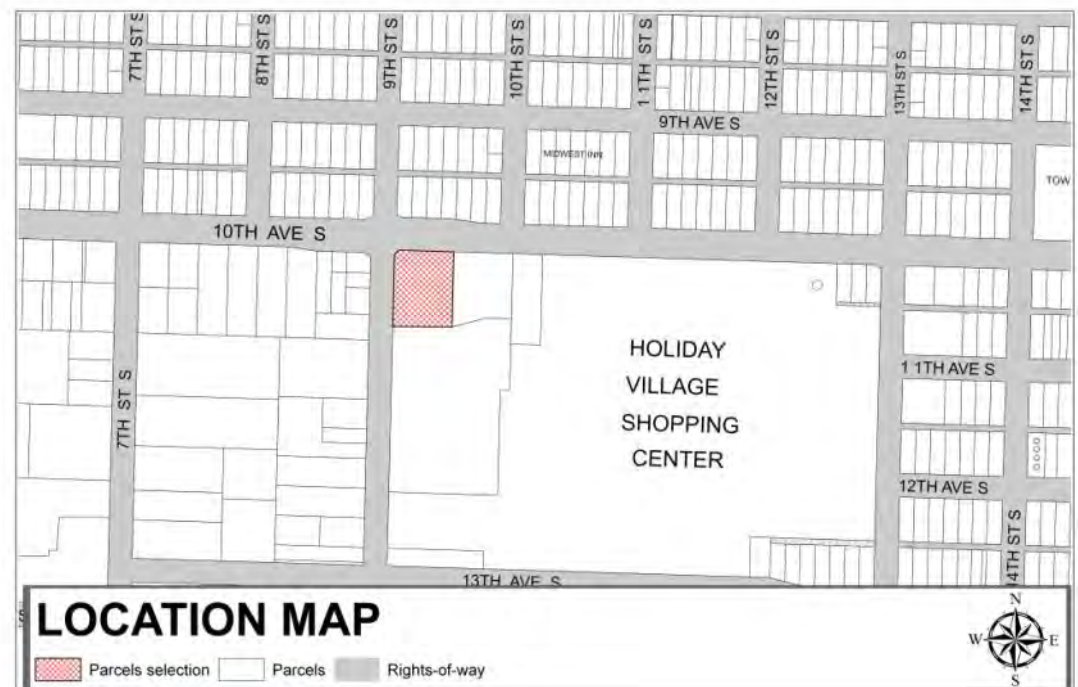 7TH ST S
8TH ST S
9TH ST S
10TH ST S
1 1TH ST S
12TH ST S
13TH ST S
14TH ST S
9TH AVE S
MIDWEST INN
TOW
10TH AVE S
HOLIDAY
VILLAGE
SHOPPING
CENTER
1 1TH AVE S
7TH ST S
12TH AVE S
14TH ST S
13TH AVE S
LOCATION MAP
N
W
E
S
Parcels selection
Parcels
Rights-of-way